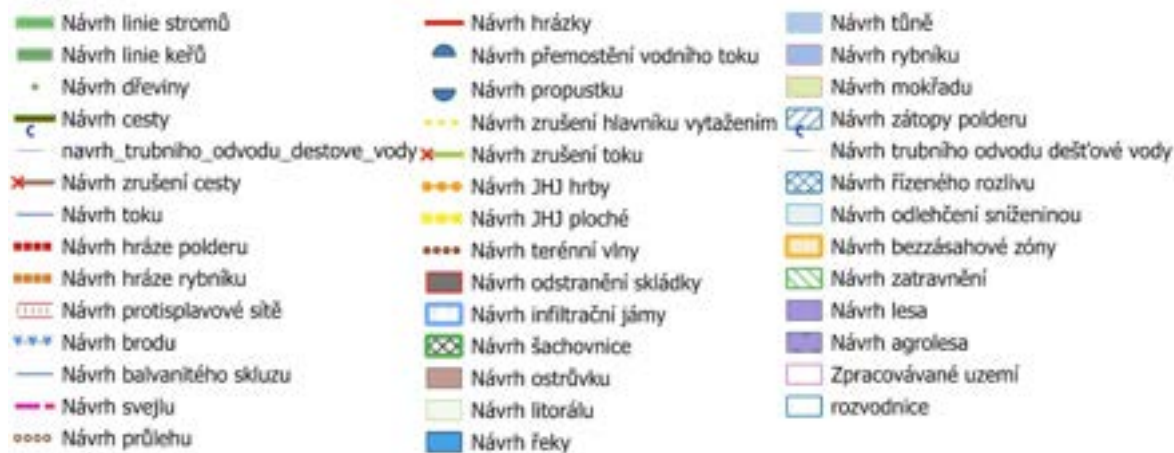 Návrh linie stromů
Návrh linie keřů
Návrh dřeviny
Návrh cesty
c
navrh_trubniho_odvodu_destove_vody
Návrh zrušení cesty
Návrh toku
Návrh hráze polderu
Návrh hráze rybníku
Návrh protisplavové sítě
Návrh brodu
Návrh balvanitého skluzu
Návrh svejlu
Návrh průlehu
Návrh hrázky
Návrh přemostění vodního toku
Návrh propustku
Návrh zrušení hlavníku vytažením
Návrh zrušení toku
Návrh JHJ hrby
Návrh JHJ ploché
Návrh terénní vlny
Návrh odstranění skládky
Návrh infiltrační jámy
Návrh šachovnice
Návrh ostrůvku
Návrh litorálu
Návrh řeky
Návrh tůně
Návrh rybníku
Návrh mokřadu
Návrh zátopy polderu
c
Návrh trubního odvodu dešťové vody
Návrh řízeného rozlivu
Návrh odlehčení sníženinou
Návrh bezzásahové zóny
Návrh zatravnění
Návrh lesa
Návrh agrolesa
Zpracovávané uzemí
rozvodnice